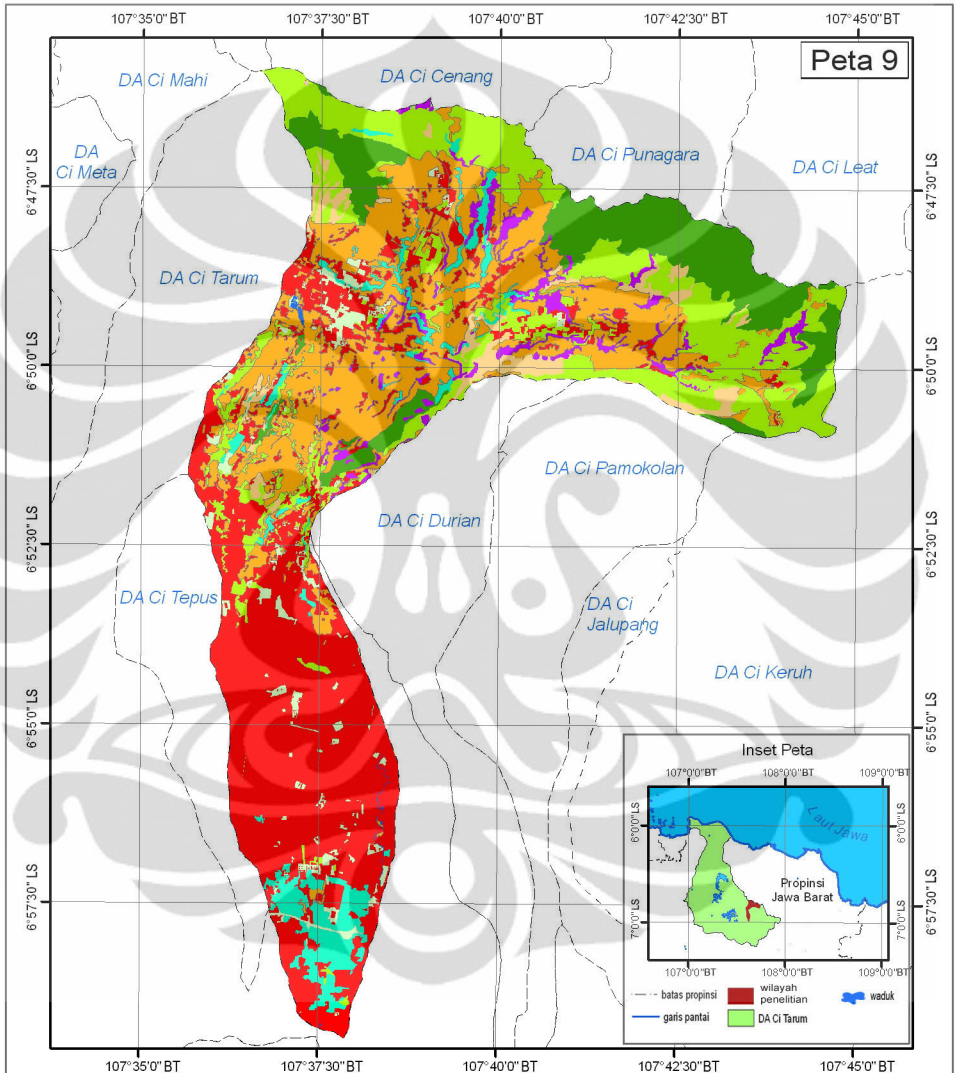 107°35'0"BT
107°37'30"BT
107°40'0"BT
107°42'30"BT
107°45'0"BT
Peta 9
DA Ci Mahi
DA Ci Cenang
DA
Ci Meta
DA Ci Punagara
DA Ci Leat
6°47'30" LS
6°47'30" LS
DA Ci Tarum
6°50'0" LS
6°50'0" LS
DA Ci Pamokolan
DA Ci Durian
6°52'30" LS
6°52'30" LS
DA Ci Tepus
DA Ci
Jalupang
DA Ci Keruh
6°55'0" LS
6°55'0" LS
6°57'30" LS
6°57'30" LS
Inset Peta
107°0'0"BT
108°0'0"BT
109°0'0"BT
6°0'0"LS
6°0'0"LS
Laut Jawa
Propinsi
Jawa Barat
7°0'0"LS
7°0'0"LS
107°0'0"BT
108°0'0"BT
109°0'0"BT
batas propinsi
wilayah
penelitian
waduk
garis pantai
DA Ci Tarum
107°35'0"BT
107°37'30"BT
107°40'0"BT
107°42'30"BT
107°45'0"BT